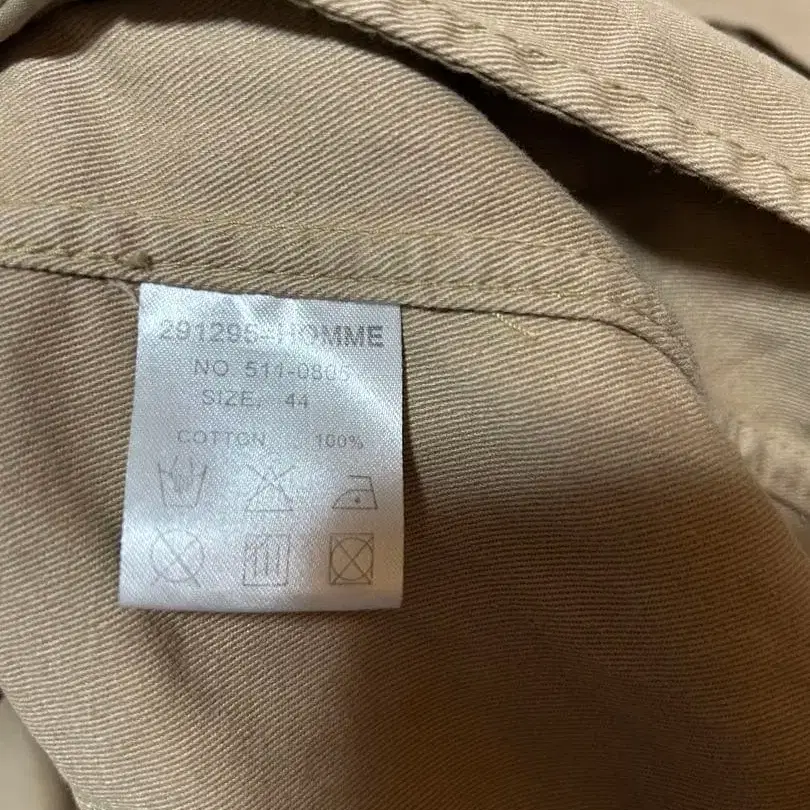 291295=HOMME
NO 511-0805
SIZE. 44
COTTON 100%